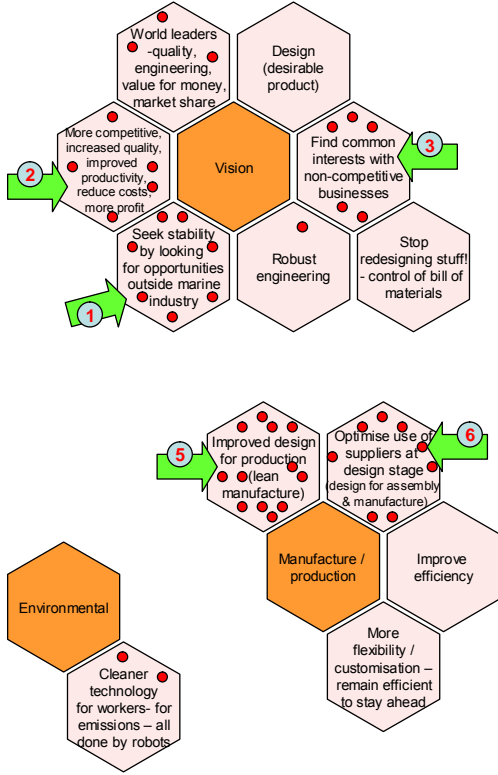 World leaders
-quality,
engineering,
value for money,
market share
Design
(desirable
product)
More competitive,
increased quality,
improved
productivity,
reduce costs,
more profit
2
Vision
Find common
interests with
non-competitive
businesses
3
Seek stability
by looking
for opportunities
outside marine
industry
1
Robust
engineering
Stop
redesigning stuff!
- control of bill of
materials
5
Improved design
for production
(lean
manufacture)
Optimise use of
suppliers at
design stage
(design for assembly
& manufacture)
6
Manufacture /
production
Improve
efficiency
Environmental
More
flexibility /
customisation –
remain efficient
to stay ahead
Cleaner
technology
for workers- for
emissions – all
done by robots